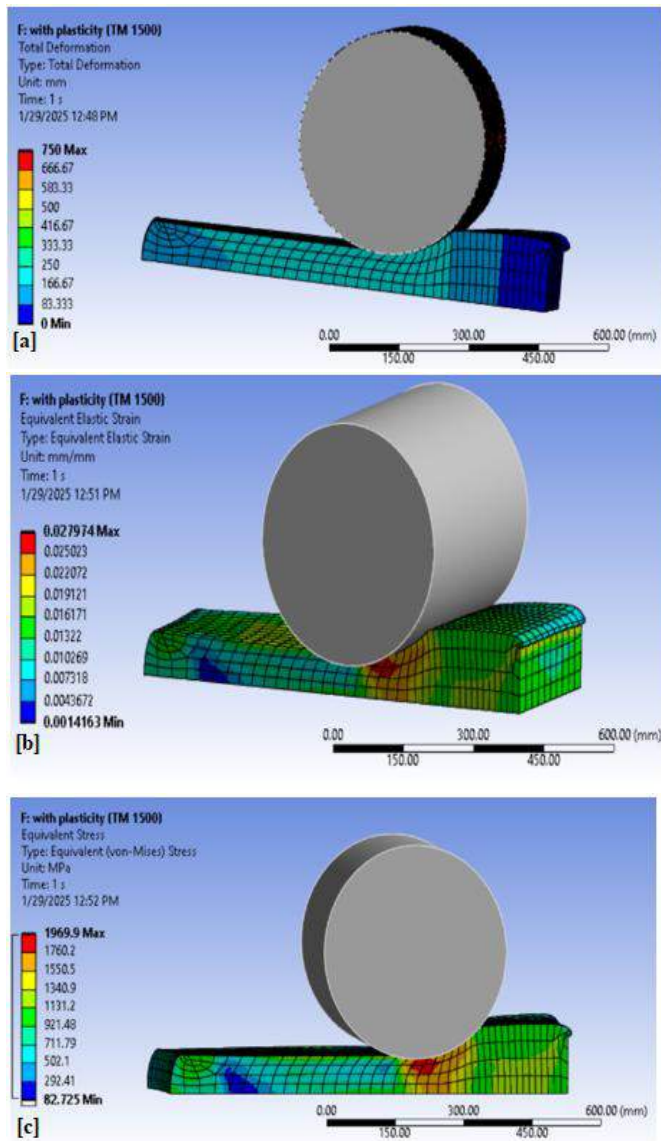 F: with plasticity (TM 1500)
Total Deformation
Type: Total Deformation
Unit: mm
Time: 1 s
1/29/2025 12:48 PM
750 Max
666.67
583.33
500
416.67
333.33
250
166.67
83.333
0 Min
0.00 300.00 600.00 (mm)
150.00 450.00
[a]
F: with plasticity (TM 1500)
Equivalent Elastic Strain
Type: Equivalent Elastic Strain
Unit: mm/mm
Time: 1 s
1/29/2025 12:51 PM
0.027974 Max
0.025023
0.022072
0.019121
0.016171
0.01322
0.010269
0.007318
0.0043672
0.0014163 Min
0.00 300.00 600.00 (mm)
150.00 450.00
[b]
F: with plasticity (TM 1500)
Equivalent Stress
Type: Equivalent (von-Mises) Stress
Unit: MPa
Time: 1 s
1/29/2025 12:52 PM
1969.9 Max
1760.2
1550.5
1340.9
1131.2
921.48
711.79
502.1
292.41
82.725 Min
0.00 300.00 600.00 (mm)
150.00 450.00
[c]